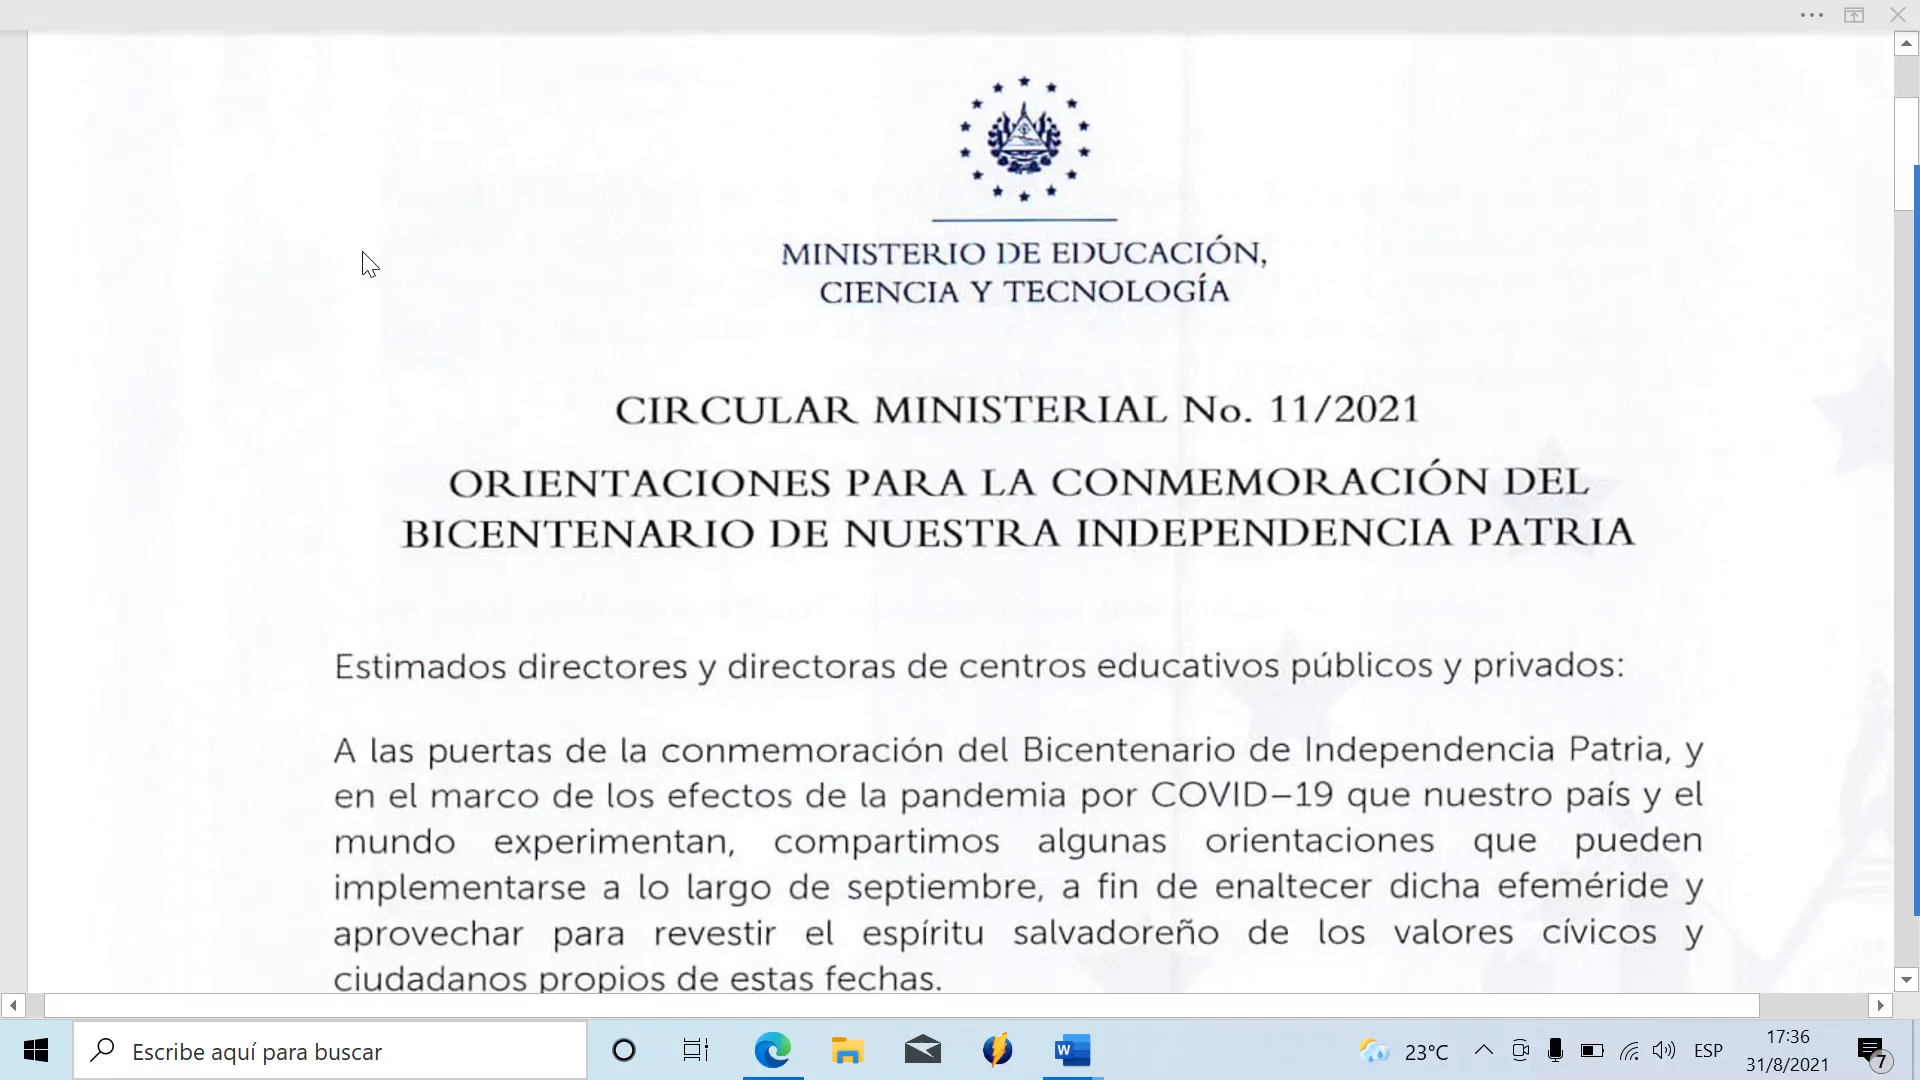 MINISTERIO DE EDUCACIÓN,
CIENCIA Y TECNOLOGÍA
CIRCULAR MINISTERIAL No. 11/2021
ORIENTACIONES PARA LA CONMEMORACIÓN DEL
BICENTENARIO DE NUESTRA INDEPENDENCIA PATRIA
Estimados directores y directoras de centros educativos públicos y privados:
A las puertas de la conmemoración del Bicentenario de Independencia Patria, y
en el marco de los efectos de la pandemia por COVID–19 que nuestro país y el
mundo experimentan, compartimos algunas orientaciones que pueden
implementarse a lo largo de septiembre, a fin de enaltecer dicha efeméride y
aprovechar para revestir el espíritu salvadoreño de los valores cívicos y
ciudadanos propios de estas fechas.
Escribe aquí para buscar
W
23°C
ESP
17:36
31/8/2021
7